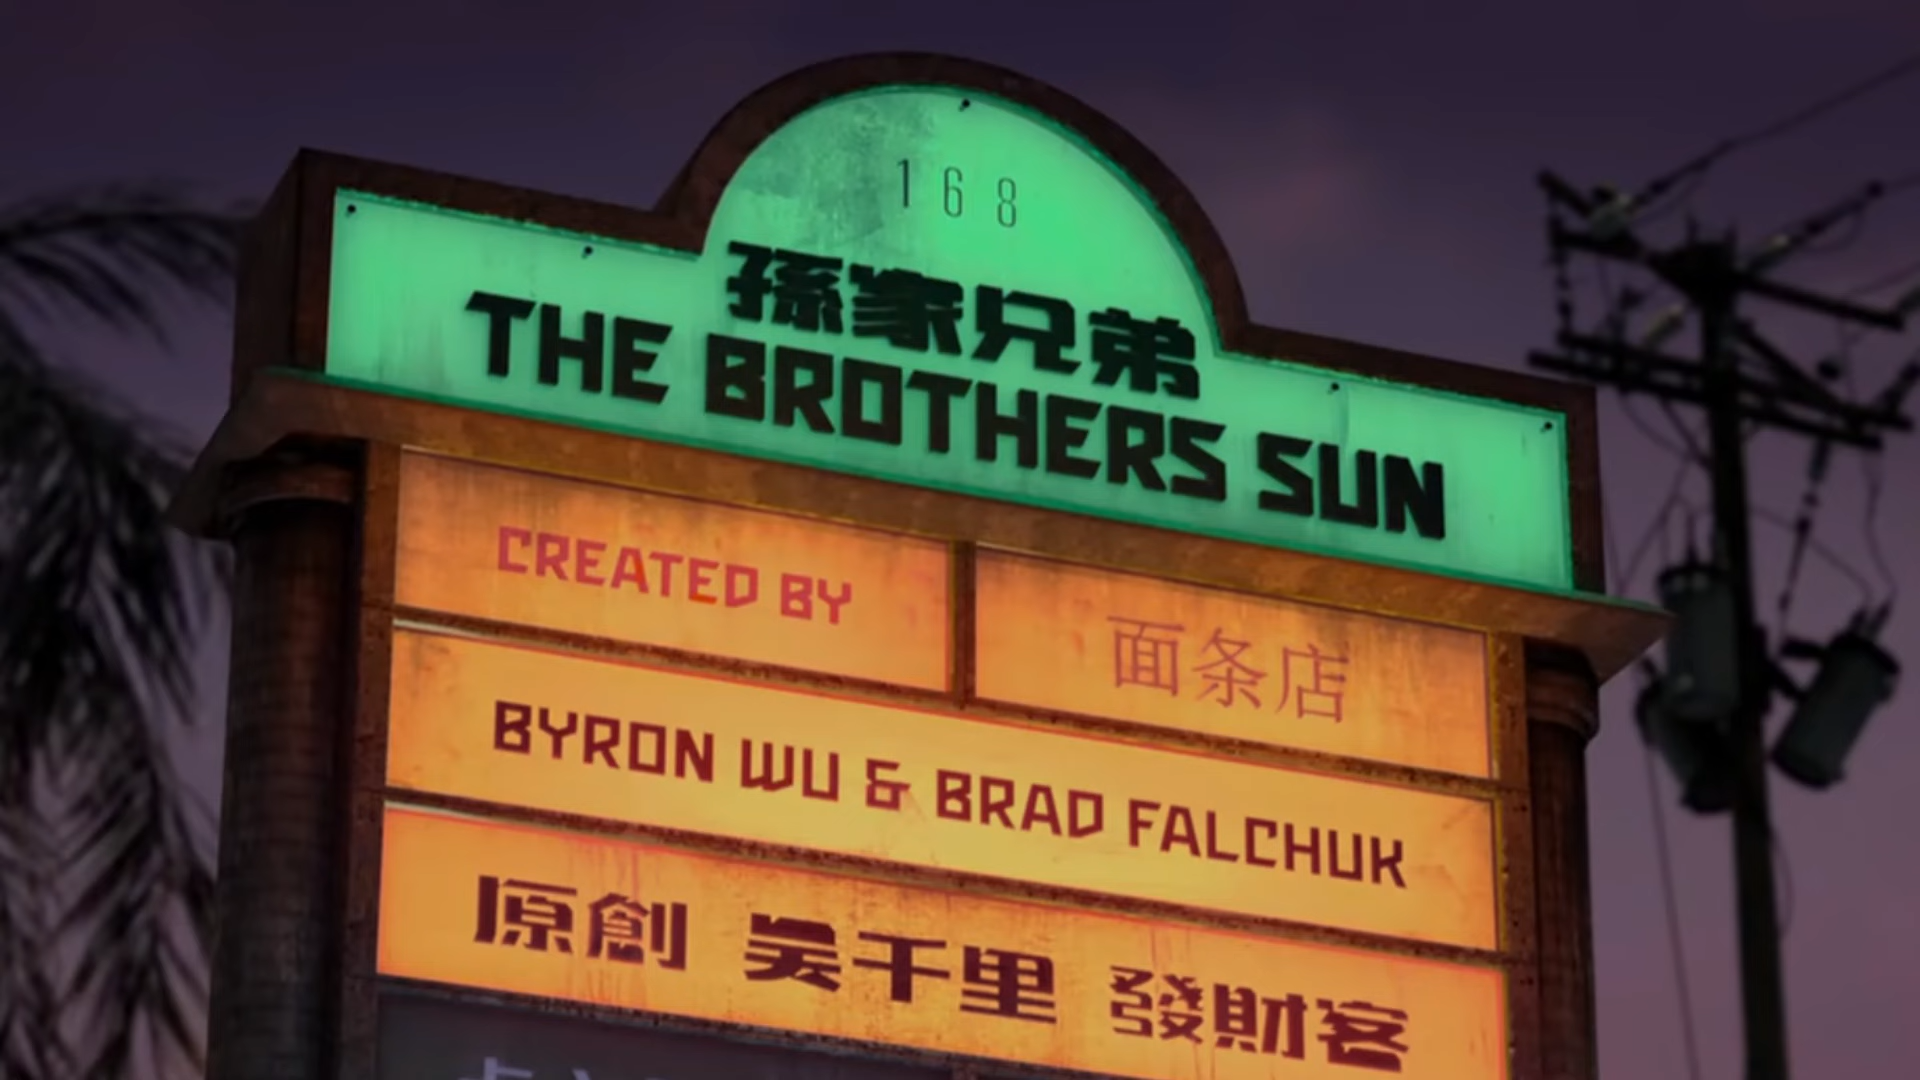 168
孫家兄弟
THE BROTHERS SUN
CREATED BY
面条店
BYRON WU & BRAD FALCHUK
原創 吳千里 發財客